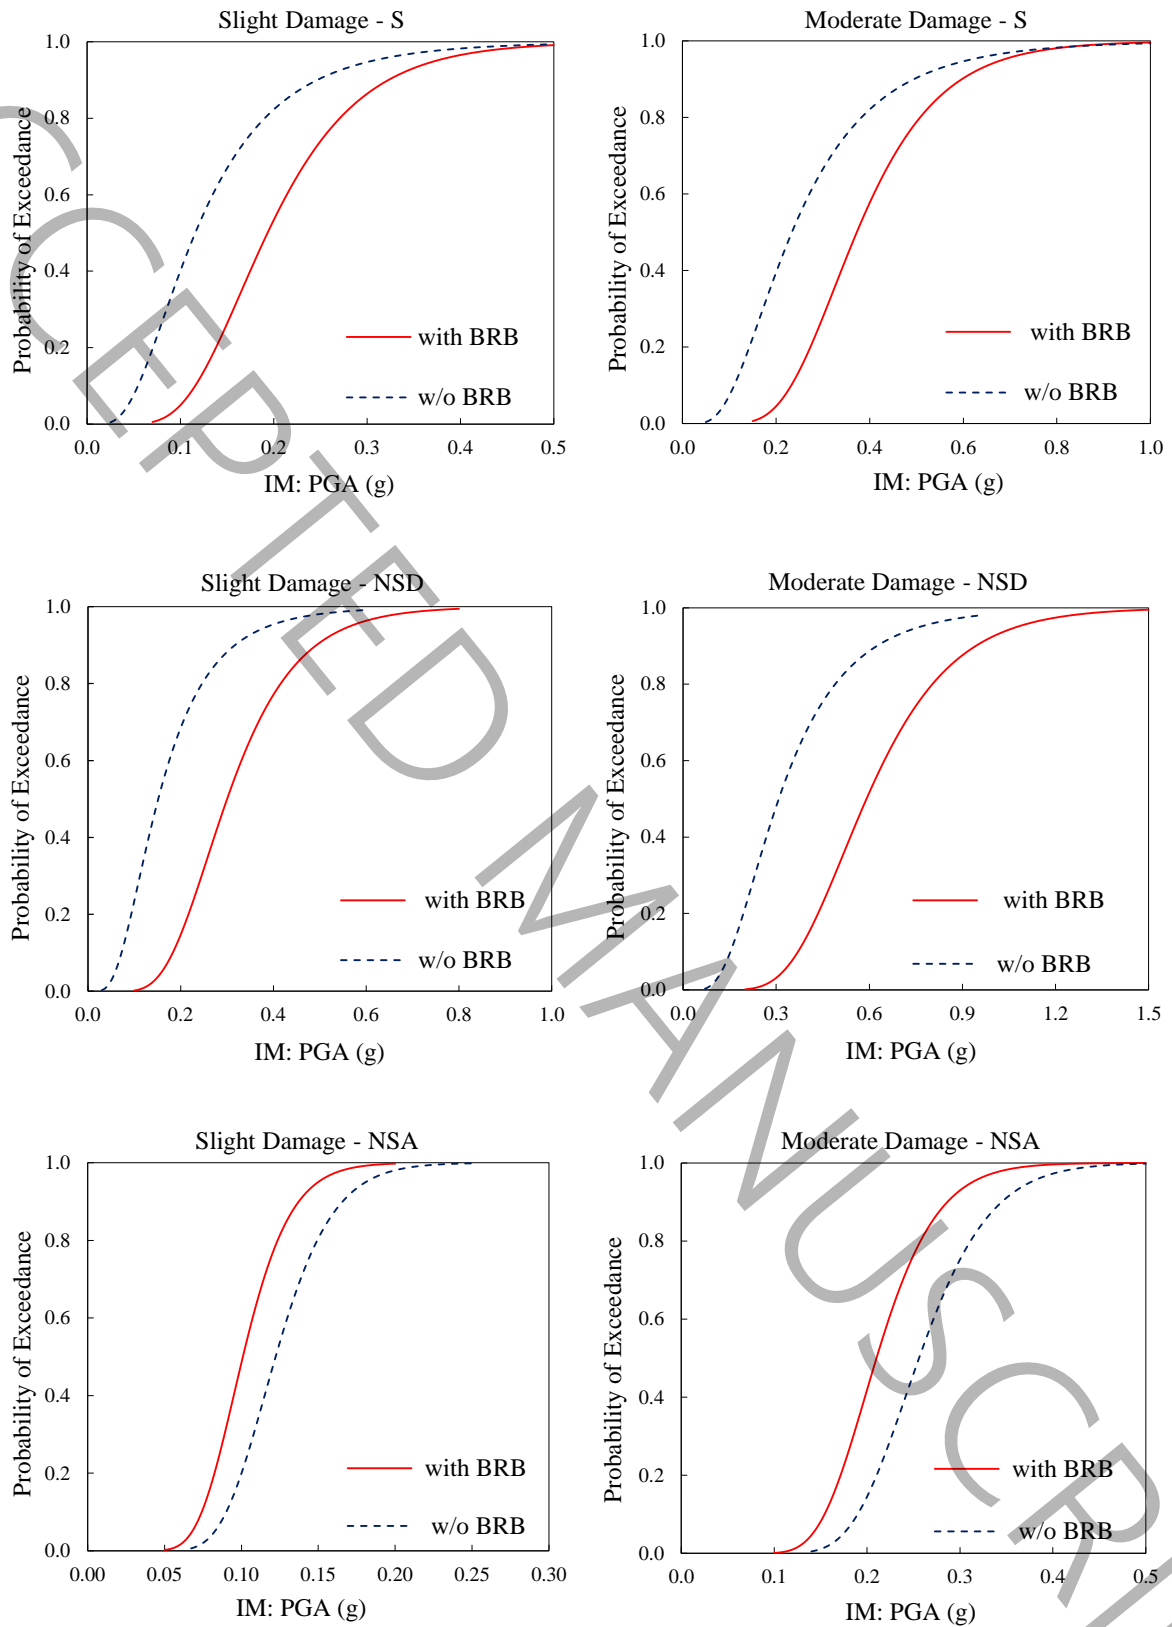 Slight Damage - S
Probability of Exceedance
1.0
0.8
0.6
0.4
0.2
0.0
with BRB
w/o BRB
0.0 0.1 0.2 0.3 0.4 0.5
IM: PGA (g)
Moderate Damage - S
Probability of Exceedance
1.0
0.8
0.6
0.4
0.2
0.0
with BRB
w/o BRB
0.0 0.2 0.4 0.6 0.8 1.0
IM: PGA (g)
Slight Damage - NSD
Probability of Exceedance
1.0
0.8
0.6
0.4
0.2
0.0
with BRB
w/o BRB
0.0 0.2 0.4 0.6 0.8 1.0
IM: PGA (g)
Moderate Damage - NSD
Probability of Exceedance
1.0
0.8
0.6
0.4
0.2
0.0
with BRB
w/o BRB
0.0 0.3 0.6 0.9 1.2 1.5
IM: PGA (g)
Slight Damage - NSA
Probability of Exceedance
1.0
0.8
0.6
0.4
0.2
0.0
with BRB
w/o BRB
0.00 0.05 0.10 0.15 0.20 0.25 0.30
IM: PGA (g)
Moderate Damage - NSA
Probability of Exceedance
1.0
0.8
0.6
0.4
0.2
0.0
with BRB
w/o BRB
0.0 0.1 0.2 0.3 0.4 0.5
IM: PGA (g)
CCEPTED MANUSCRI